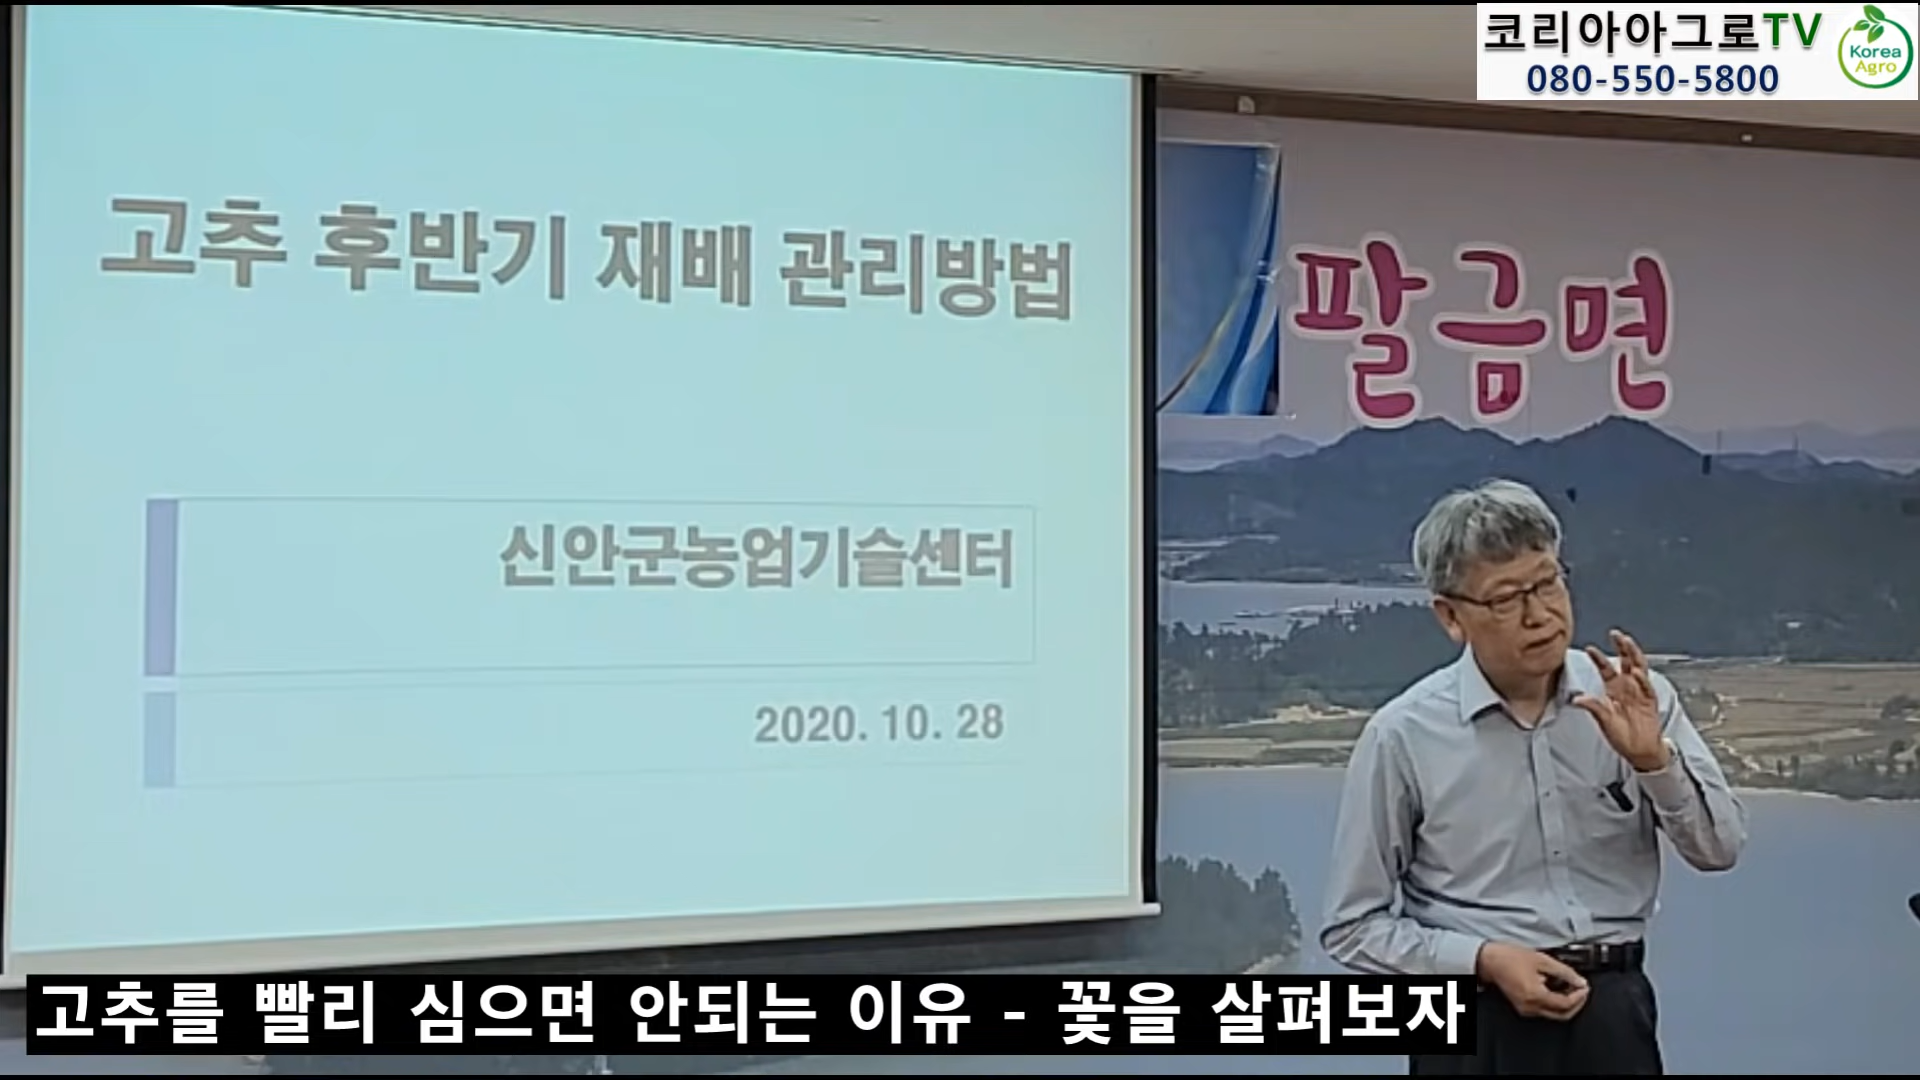 코리아아그로TV
080-550-5800
Korea
Agro
고추 후반기 재배 관리방법
팔금면
신안군농업기술센터
2020. 10. 28
고추를 빨리 심으면 안되는 이유 - 꽃을 살펴보자